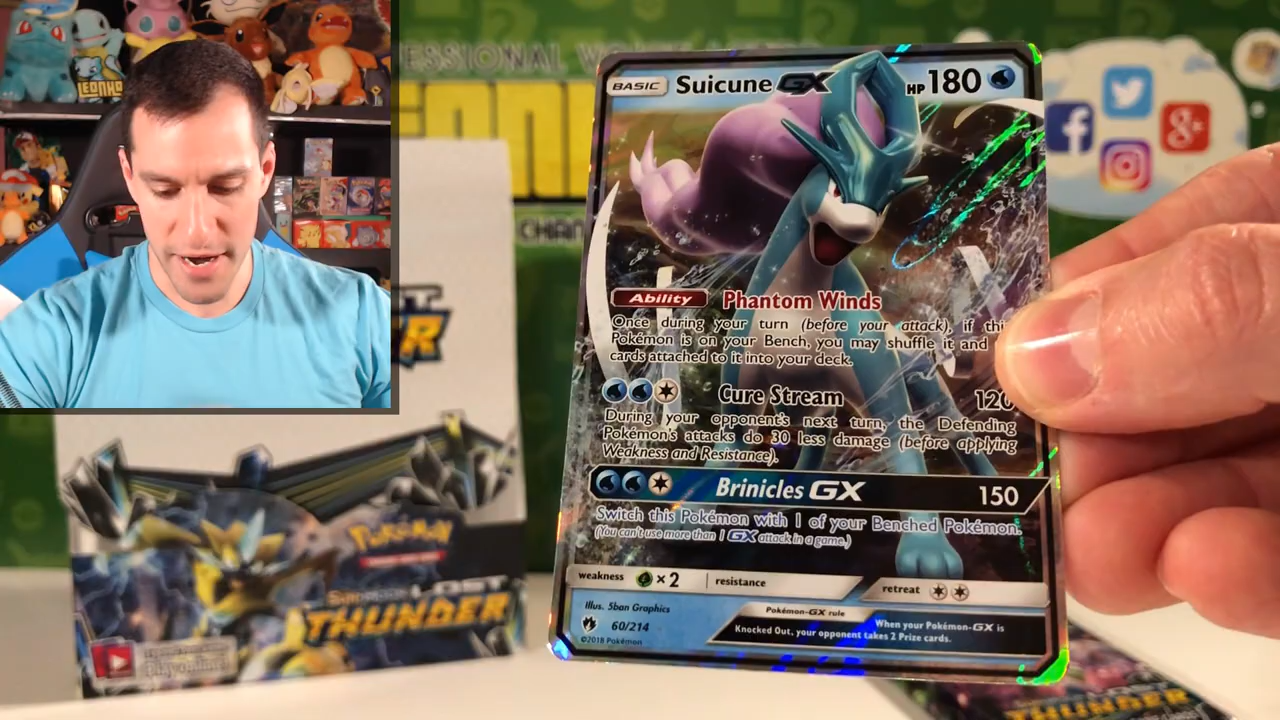 BASIC Suicune GX HP 180
Ability Phantom Winds
Once during your turn (before your attack), if
Pokémon is on your Bench, you may shuffle it and
cards attached to it into your deck.
Cure Stream 120
During your opponent's next turn, the Defending
Pokémon's attacks do 30 less damage (before applying
Weakness and Resistance).
Brinicles GX 150
Switch this Pokémon with 1 of your Benched Pokémon.
(You can't use more than 1 GX attack in a game.)
weakness ×2 resistance retreat
Illus. 5ban Graphics
60/214
©2018 Pokémon
Pokémon-GX rule
When your Pokémon-GX is
Knocked Out, your opponent takes 2 Prize cards.
Pokémon
LOST
THUNDER
THUNDER